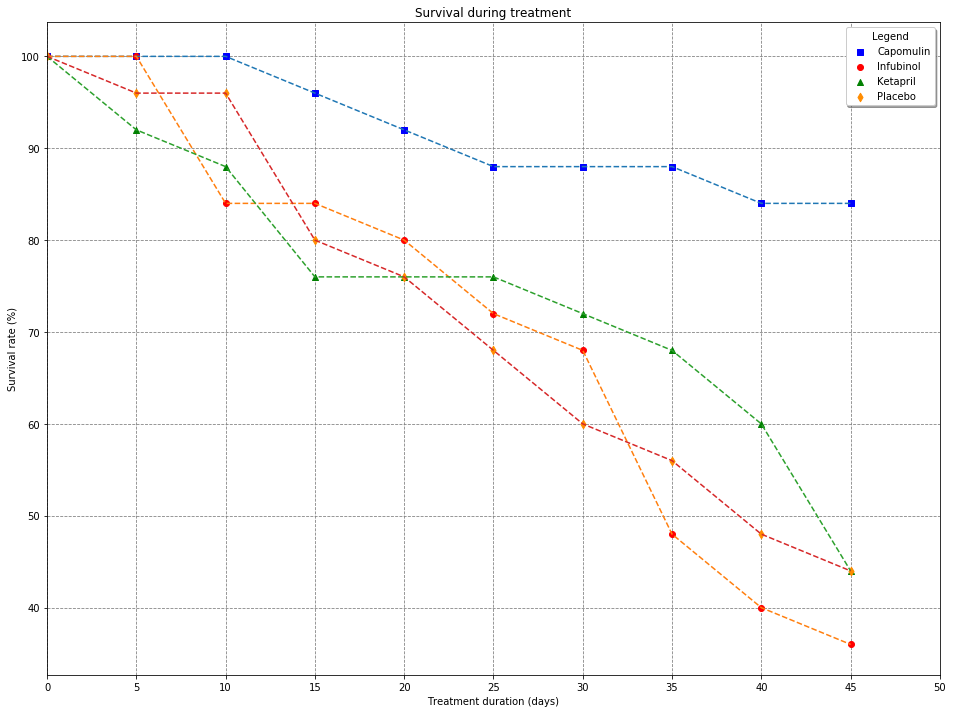 Survival during treatment
Legend
Capomulin
Infubinol
Ketapril
Placebo
100
90
80
70
60
50
40
Survival rate (%)
0 5 10 15 20 25 30 35 40 45 50
Treatment duration (days)